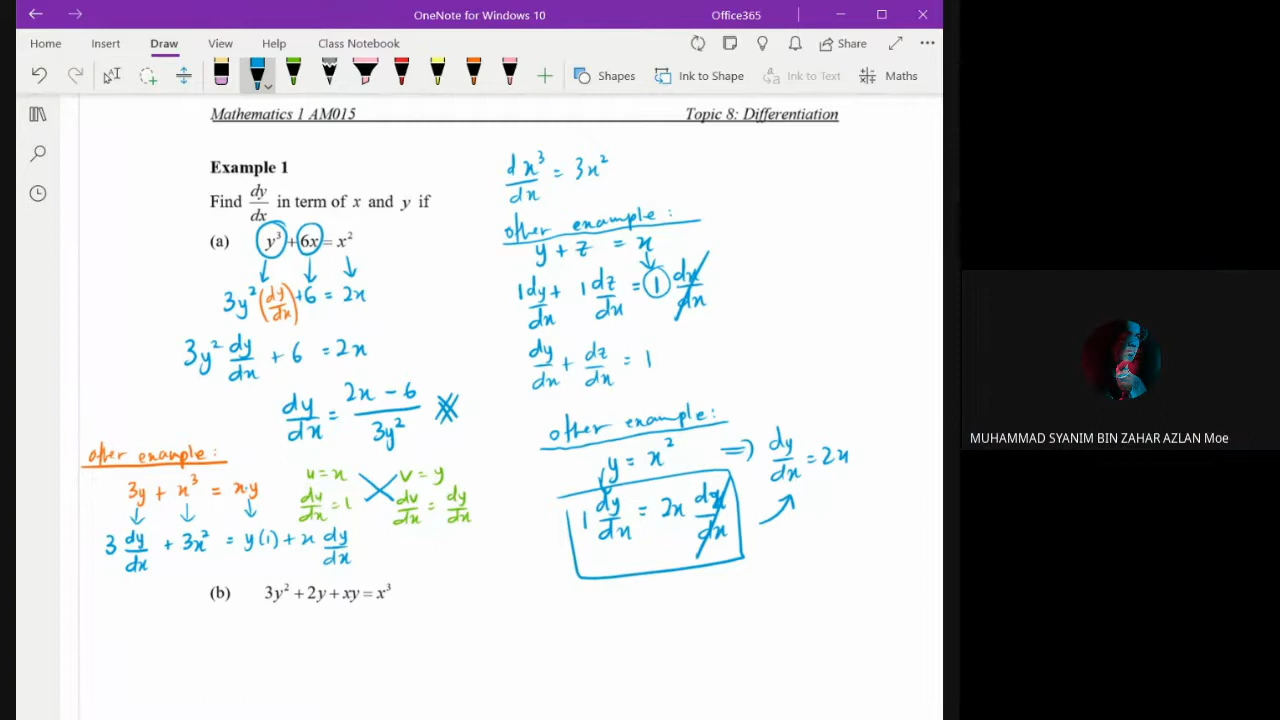 OneNote for Windows 10
Office365
Home Insert Draw View Help Class Notebook Share
Shapes Ink to Shape Ink to Text Maths
Mathematics 1 AM015 Topic 8: Differentiation
Example 1
Find dy/dx in term of x and y if
(a) y³ + 6x = x²
3y² (dy/dx) + 6 = 2x
3y² dy/dx + 6 = 2x
dy/dx = (2x - 6)/(3y²)
other example:
3y + x³ = x·y
u = x v = y
du/dx = 1 dv/dx = dy/dx
3 dy/dx + 3x² = y(1) + x dy/dx
(b) 3y² + 2y + xy = x³
dx³/dx = 3x²
other example:
y + z = x
1 dy/dx + 1 dz/dx = 1 dx/dx
dy/dx + dz/dx = 1
other example:
y = x² ⇒ dy/dx = 2x
1 dy/dx = 2x dx/dx
MUHAMMAD SYANIM BIN ZAHAR AZLAN Moe